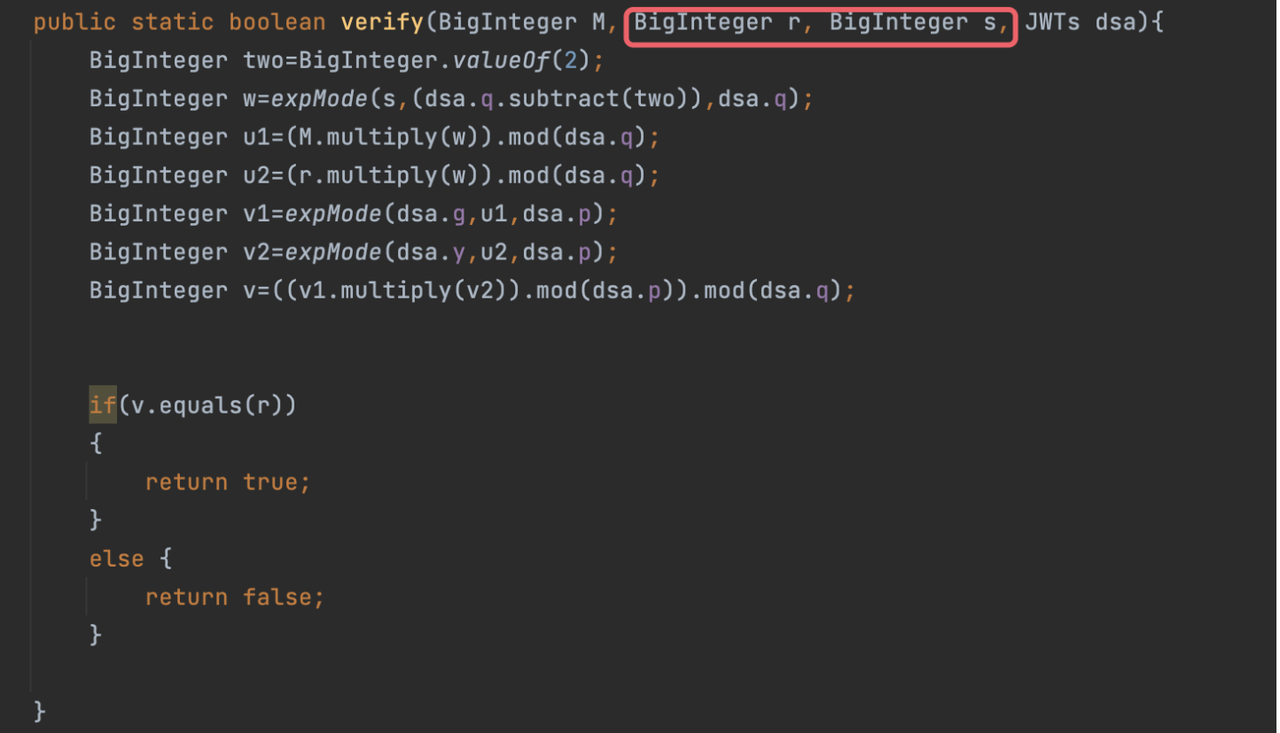 public static boolean verify(BigInteger M, BigInteger r, BigInteger s, JWTs dsa){
BigInteger two=BigInteger.valueOf(2);
BigInteger w=expMode(s,(dsa.q.subtract(two)),dsa.q);
BigInteger u1=(M.multiply(w)).mod(dsa.q);
BigInteger u2=(r.multiply(w)).mod(dsa.q);
BigInteger v1=expMode(dsa.g,u1,dsa.p);
BigInteger v2=expMode(dsa.y,u2,dsa.p);
BigInteger v=((v1.multiply(v2)).mod(dsa.p)).mod(dsa.q);
if(v.equals(r))
{
return true;
}
else {
return false;
}
}